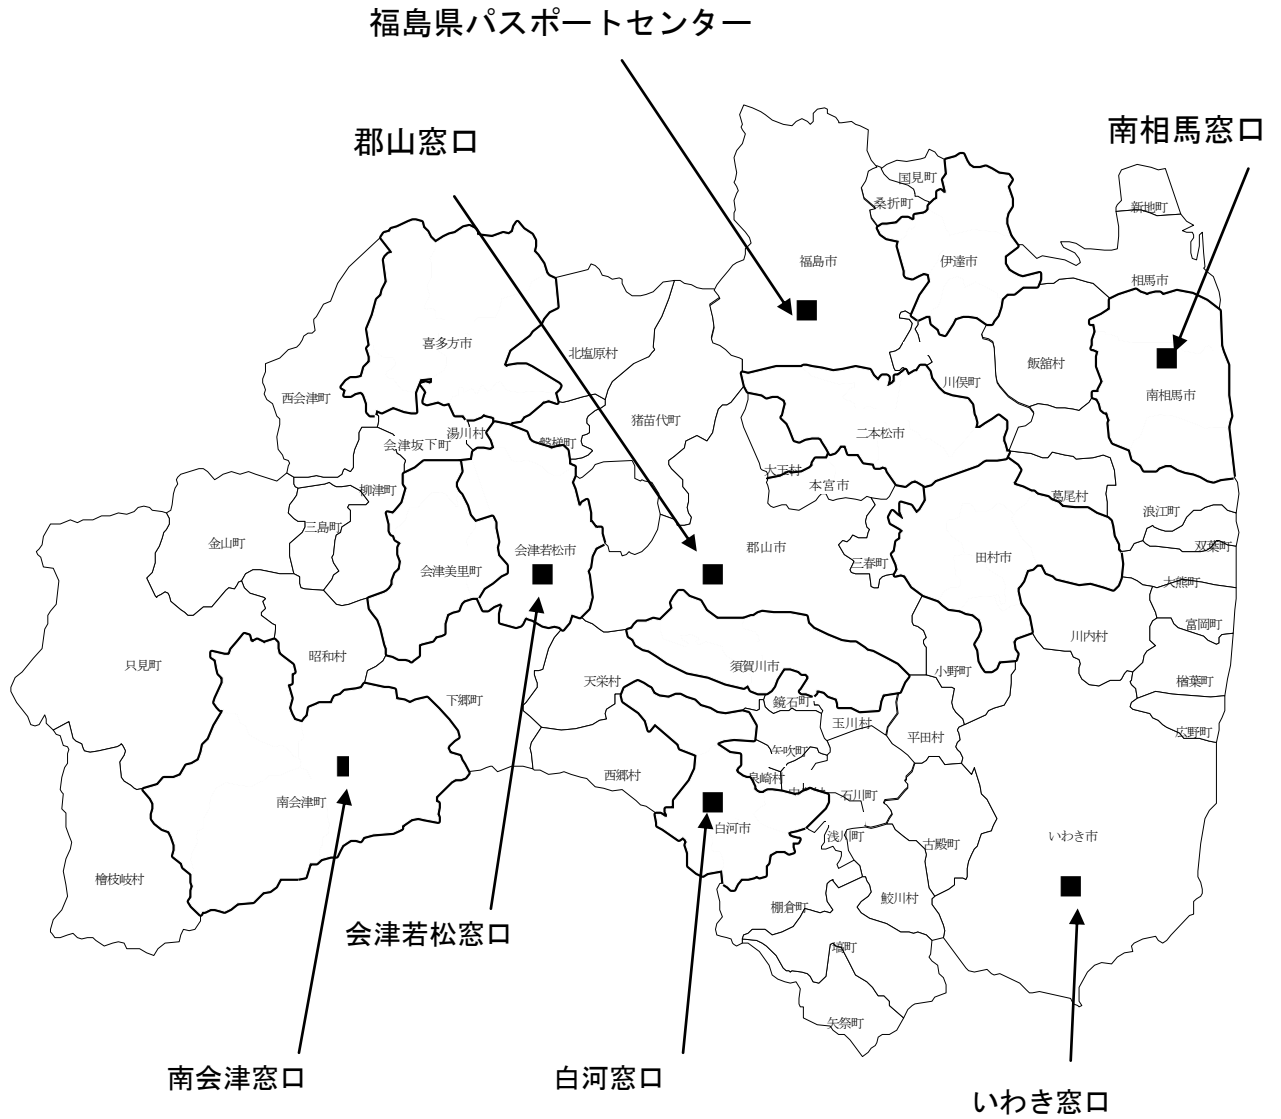 福島県パスポートセンター
郡山窓口
南相馬窓口
国見町
桑折町
新地町
福島市
伊達市
相馬市
喜多方市
北塩原村
飯舘村
川俣町
西会津町
南相馬市
猪苗代町
湯川村
会津坂下町
磐梯町
二本松市
大玉村
本宮市
柳津町
葛尾村
三島町
浪江町
金山町
会津若松市
郡山市
双葉町
会津美里町
三春町
田村市
大熊町
富岡町
川内村
昭和村
只見町
須賀川市
小野町
天栄村
楢葉町
下郷町
鏡石町
玉川村
平田村
広野町
矢吹町
西郷村
泉崎村
石川町
南会津町
白河市
浅川町
古殿町
いわき市
檜枝岐村
棚倉町
鮫川村
会津若松窓口
塙町
矢祭町
南会津窓口
白河窓口
いわき窓口